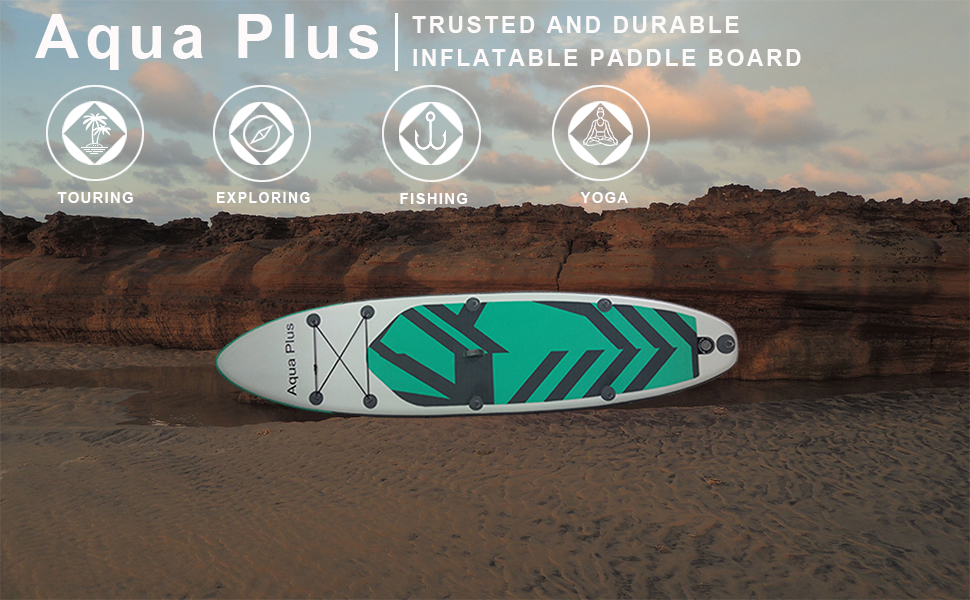 Aqua Plus
TRUSTED AND DURABLE
INFLATABLE PADDLE BOARD
TOURING
EXPLORING
FISHING
YOGA
Aqua Plus